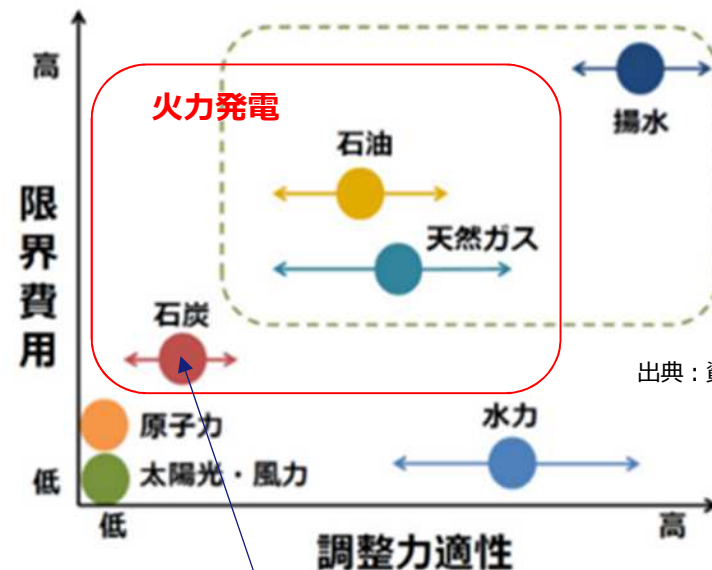 高
火力発電
揚水
石油
限界費用
天然ガス
石炭
出典：資
原子力
水力
太陽光・風力
低
低
高
調整力適性